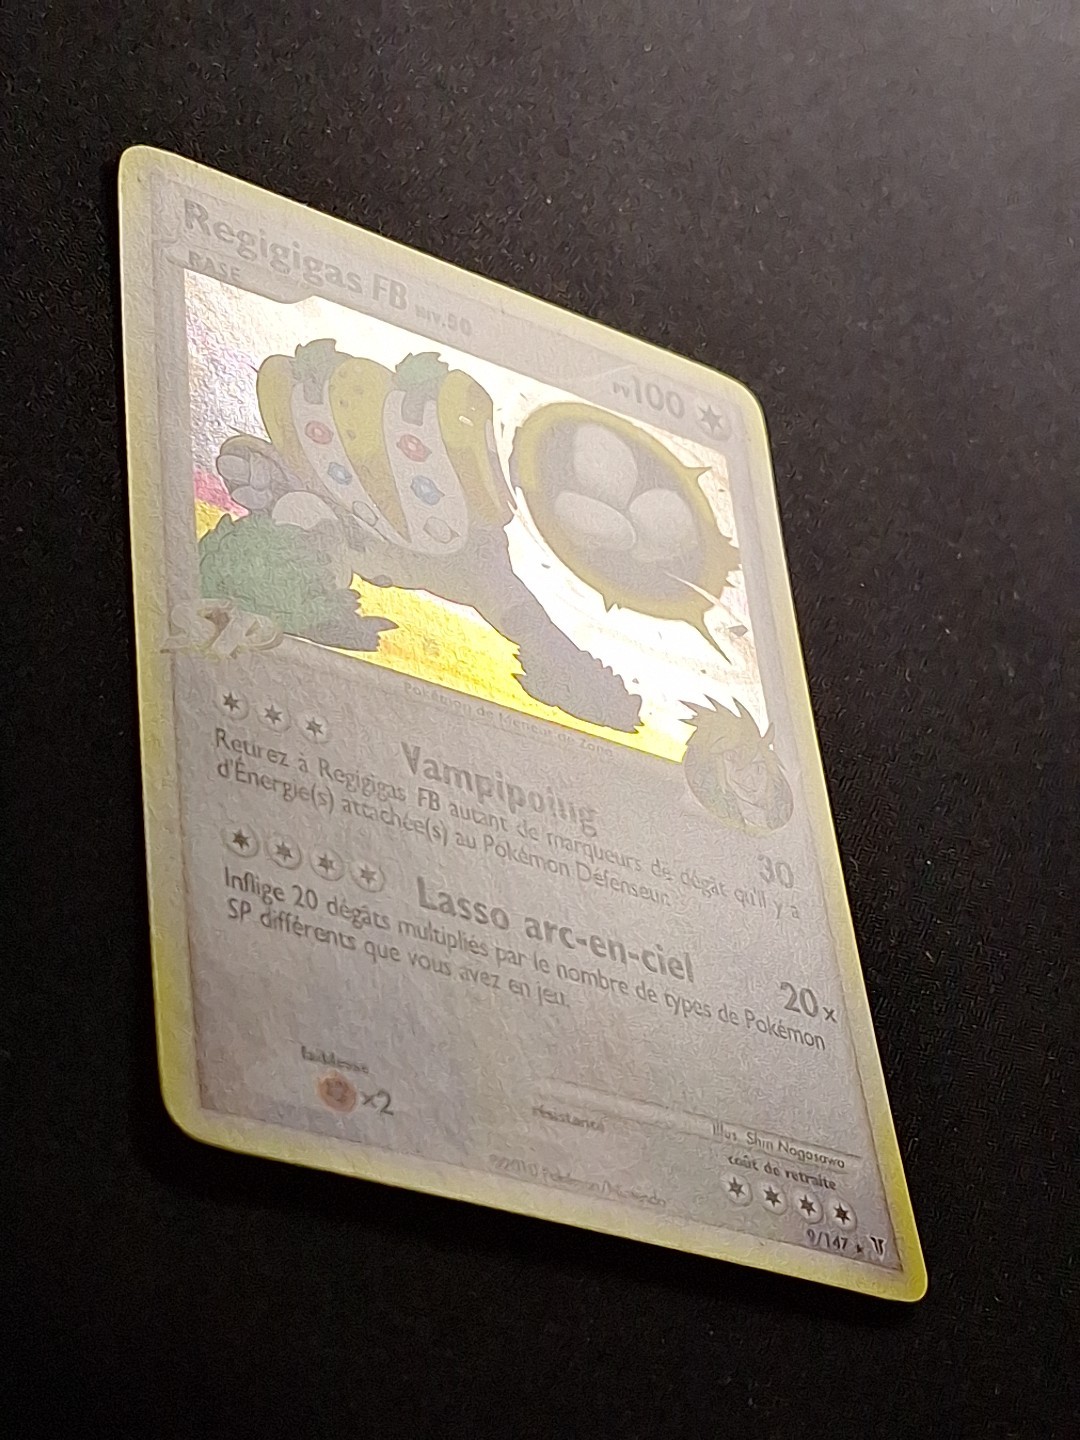 Regigigas FB NIV.50
BASE
PV100
SP
Pokémon de Meneur de Zone
Vampipoing
30
Retirez à Regigigas FB autant de marqueurs de dégât qu'il y a
d'Énergie(s) attachée(s) au Pokémon Défenseur.
Lasso arc-en-ciel
20x
Inflige 20 dégâts multipliés par le nombre de types de Pokémon
SP différents que vous avez en jeu.
faiblesse
×2
résistance
Illus. Shin Nagasawa
coût de retraite
©2010 Pokémon/Nintendo
9/147 ★